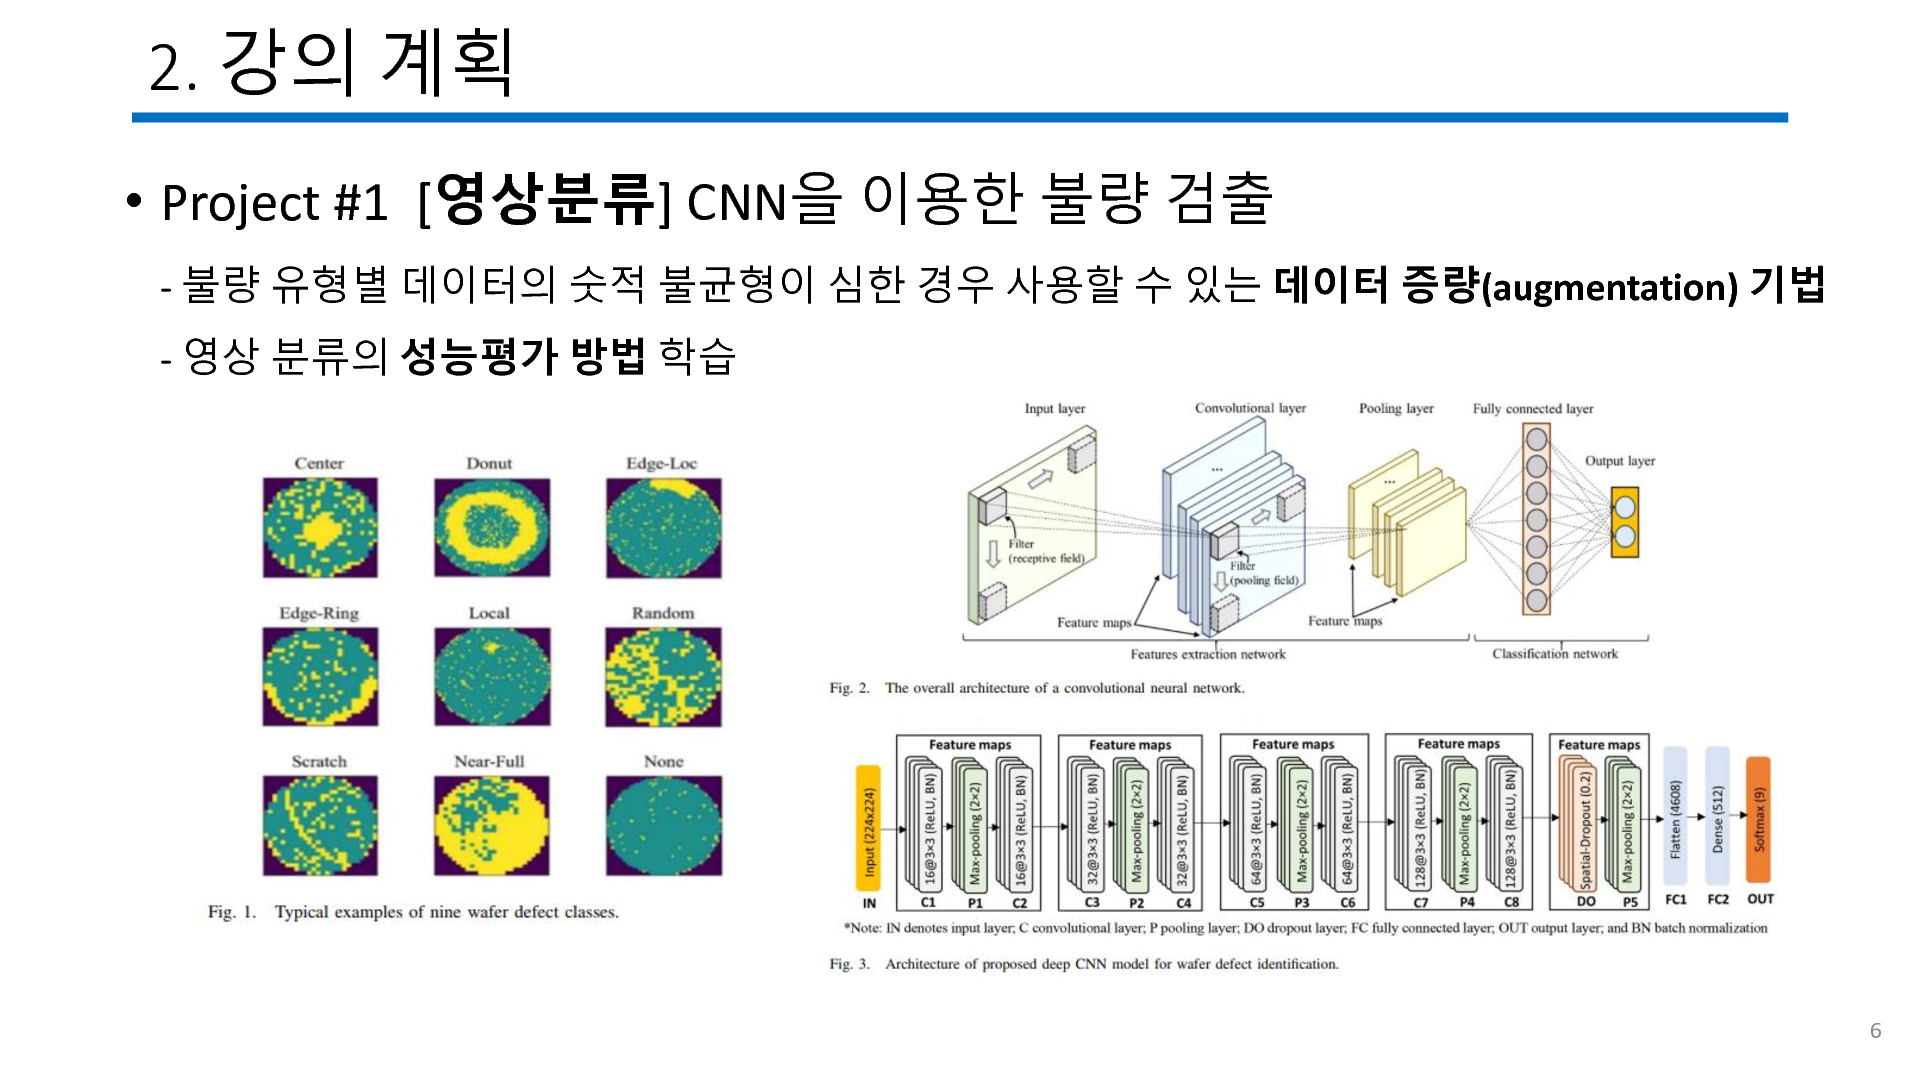 2. 강의 계획
• Project #1 [영상분류] CNN을 이용한 불량 검출
- 불량 유형별 데이터의 숫적 불균형이 심한 경우 사용할 수 있는 데이터 증량(augmentation) 기법
- 영상 분류의 성능평가 방법 학습
Center Donut Edge-Loc
Edge-Ring Local Random
Scratch Near-Full None
Fig. 1. Typical examples of nine wafer defect classes.
Input layer Convolutional layer Pooling layer Fully connected layer
Output layer
...
...
Filter
(receptive field)
Filter
(pooling field)
Feature maps
Feature maps
Features extraction network
Classification network
Fig. 2. The overall architecture of a convolutional neural network.
Feature maps Feature maps Feature maps Feature maps Feature maps
Input (224x224)
16@3×3 (ReLU, BN)
Max-pooling (2×2)
16@3×3 (ReLU, BN)
32@3×3 (ReLU, BN)
Max-pooling (2×2)
32@3×3 (ReLU, BN)
64@3×3 (ReLU, BN)
Max-pooling (2×2)
64@3×3 (ReLU, BN)
128@3×3 (ReLU, BN)
Max-pooling (2×2)
128@3×3 (ReLU, BN)
Spatial-Dropout (0.2)
Max-pooling (2×2)
Flatten (4608)
Dense (512)
Softmax (9)
IN C1 P1 C2 C3 P2 C4 C5 P3 C6 C7 P4 C8 DO P5 FC1 FC2 OUT
*Note: IN denotes input layer; C convolutional layer; P pooling layer; DO dropout layer; FC fully connected layer; OUT output layer; and BN batch normalization
Fig. 3. Architecture of proposed deep CNN model for wafer defect identification.
6